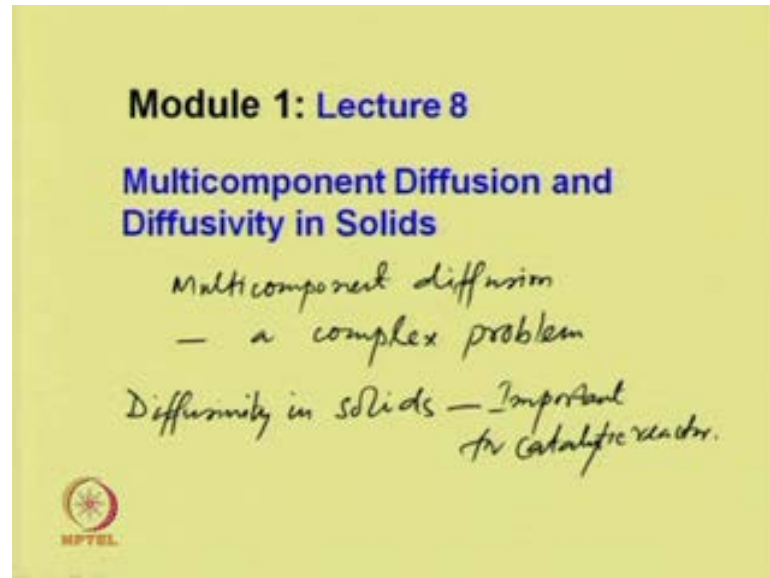 Module 1: Lecture 8
Multicomponent Diffusion and
Diffusivity in Solids
Multicomponent diffusion
— a complex problem
Diffusivity in solids — Important
for catalytic reactor.
NPTEL